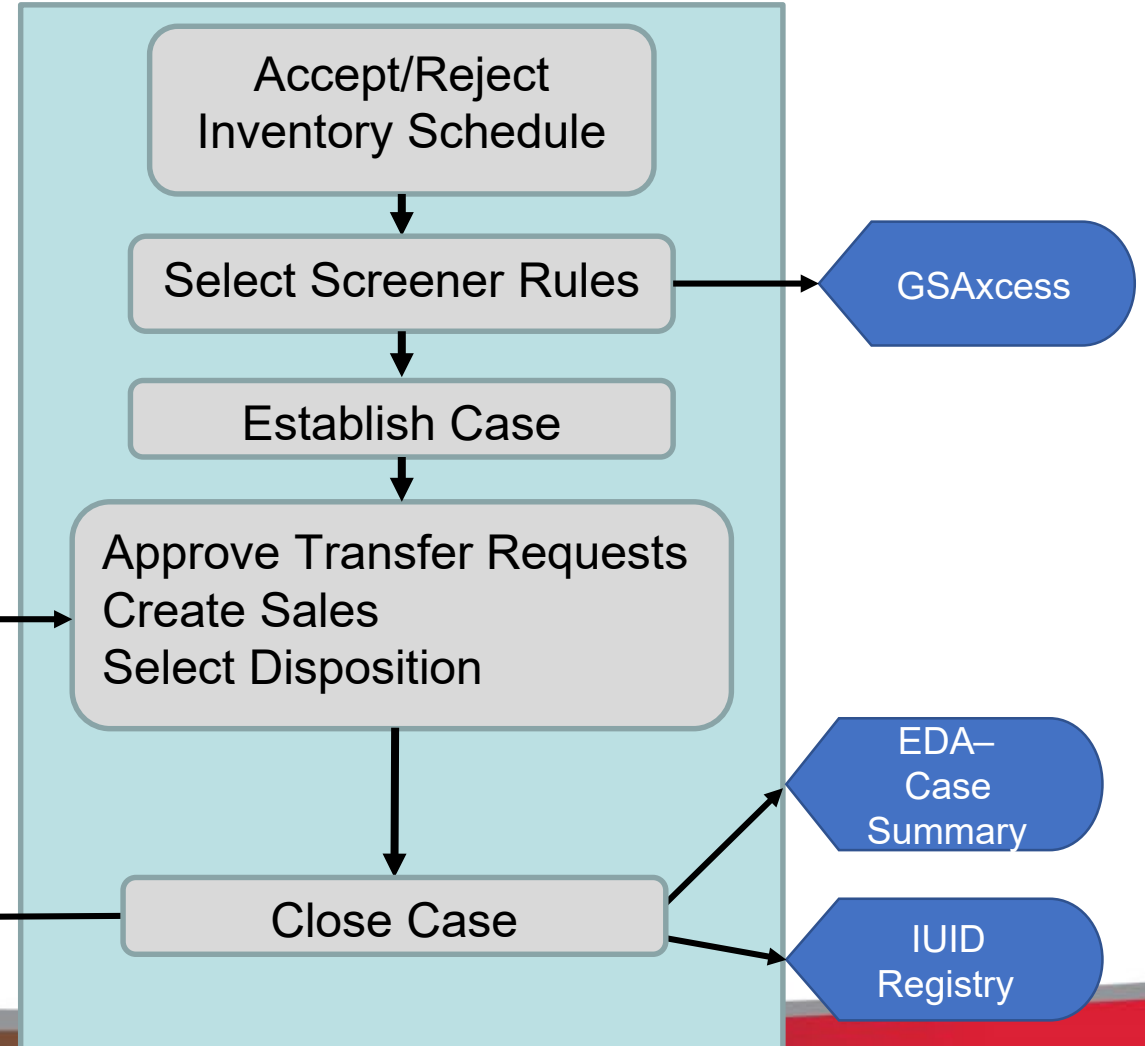 Accept/Reject
Inventory Schedule
Select Screener Rules
GSAxcess
Establish Case
Approve Transfer Requests
Create Sales
Select Disposition
EDA–
Case
Summary
Close Case
IUID
Registry